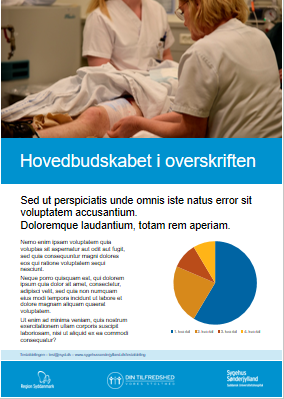 Hovedbudskabet i overskriften
Sed ut perspiciatis unde omnis iste natus error sit
voluptatem accusantium.
Doloremque laudantium, totam rem aperiam.
Nemo enim ipsam voluptatem quia
voluptas sit aspernatur aut odit aut fugit,
sed quia consequuntur magni dolores
eos qui ratione voluptatem sequi
nesciunt.
Neque porro quisquam est, qui dolorem
ipsum quia dolor sit amet, consectetur,
adipisci velit, sed quia non numquam
eius modi tempora incidunt ut labore et
dolore magnam aliquam quaerat
voluptatem.
Ut enim ad minima veniam, quis nostrum
exercitationem ullam corporis suscipit
laboriosam, nisi ut aliquid ex ea commodi
consequatur?
Region Syddanmark
DIN TILFREDSHED
VORES STOLTHED
Sygehus
Sønderjylland